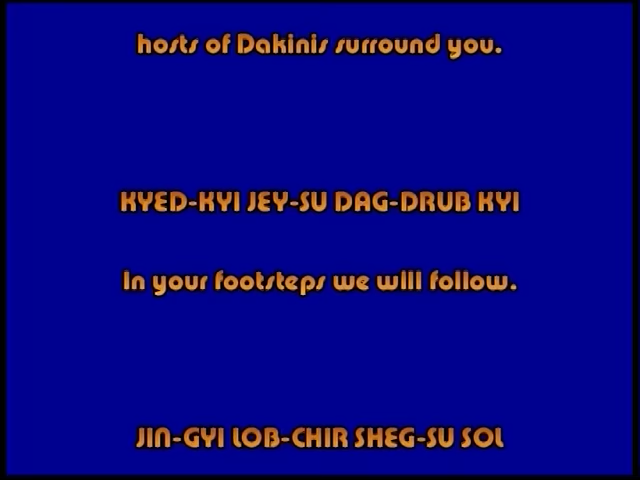 hosts of Dakinis surround you.
KYED-KYI JEY-SU DAG-DRUB KYI
In your footsteps we will follow.
JIN-GYI LOB-CHIR SHEG-SU SOL